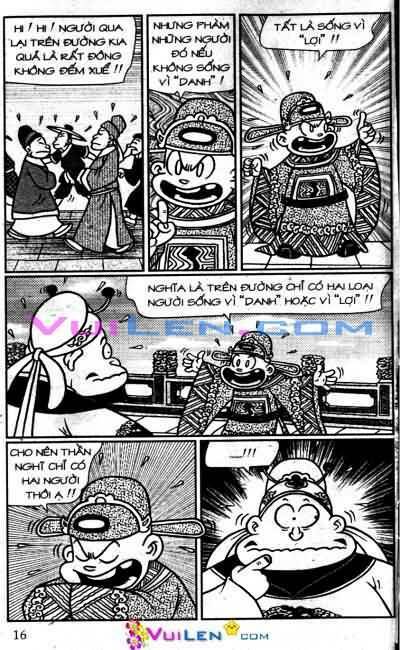 HI! HI! NGƯỜI QUA
LẠI TRÊN ĐƯỜNG KIA
QUẢ LÀ RẤT ĐÔNG
KHÔNG ĐẾM XUỂ!!
NHƯNG PHÀM
NHỮNG NGƯỜI
ĐÓ NẾU
KHÔNG SỐNG
VÌ "DANH"!
TẤT LÀ SỐNG VÌ
"LỢI"!!
NGHĨA LÀ TRÊN ĐƯỜNG CHỈ CÓ HAI LOẠI
NGƯỜI SỐNG VÌ "DANH" HOẶC VÌ "LỢI"!!
VUILEN.COM
CHO NÊN THẦN
NGHĨ CHỈ CÓ
HAI NGƯỜI
THÔI Ạ!!
...!!!
16
VUILEN.COM